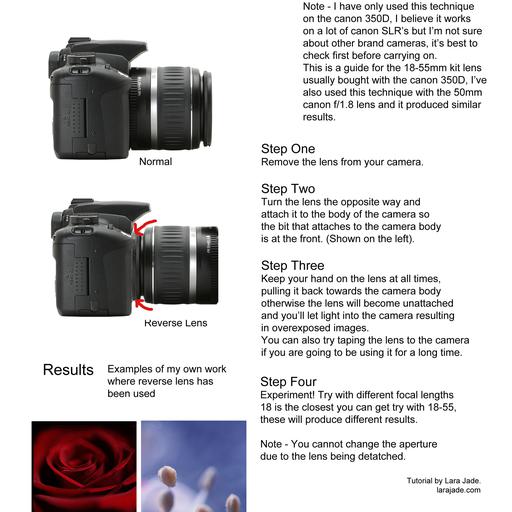 Note - I have only used this technique
on the canon 350D, I believe it works
on a lot of canon SLR's but I'm not sure
about other brand cameras, it's best to
check first before carrying on.
This is a guide for the 18-55mm kit lens
usually bought with the canon 350D, I've
also used this technique with the 50mm
canon f/1.8 lens and it produced similar
results.
Normal
Step One
Remove the lens from your camera.
Step Two
Turn the lens the opposite way and
attach it to the body of the camera so
the bit that attaches to the camera body
is at the front. (Shown on the left).
Reverse Lens
Step Three
Keep your hand on the lens at all times,
pulling it back towards the camera body
otherwise the lens will become unattached
and you'll let light into the camera resulting
in overexposed images.
You can also try taping the lens to the camera
if you are going to be using it for a long time.
Results
Examples of my own work
where reverse lens has
been used
Step Four
Experiment! Try with different focal lengths
18 is the closest you can get try with 18-55,
these will produce different results.
Note - You cannot change the aperture
due to the lens being detatched.
Tutorial by Lara Jade.
larajade.com